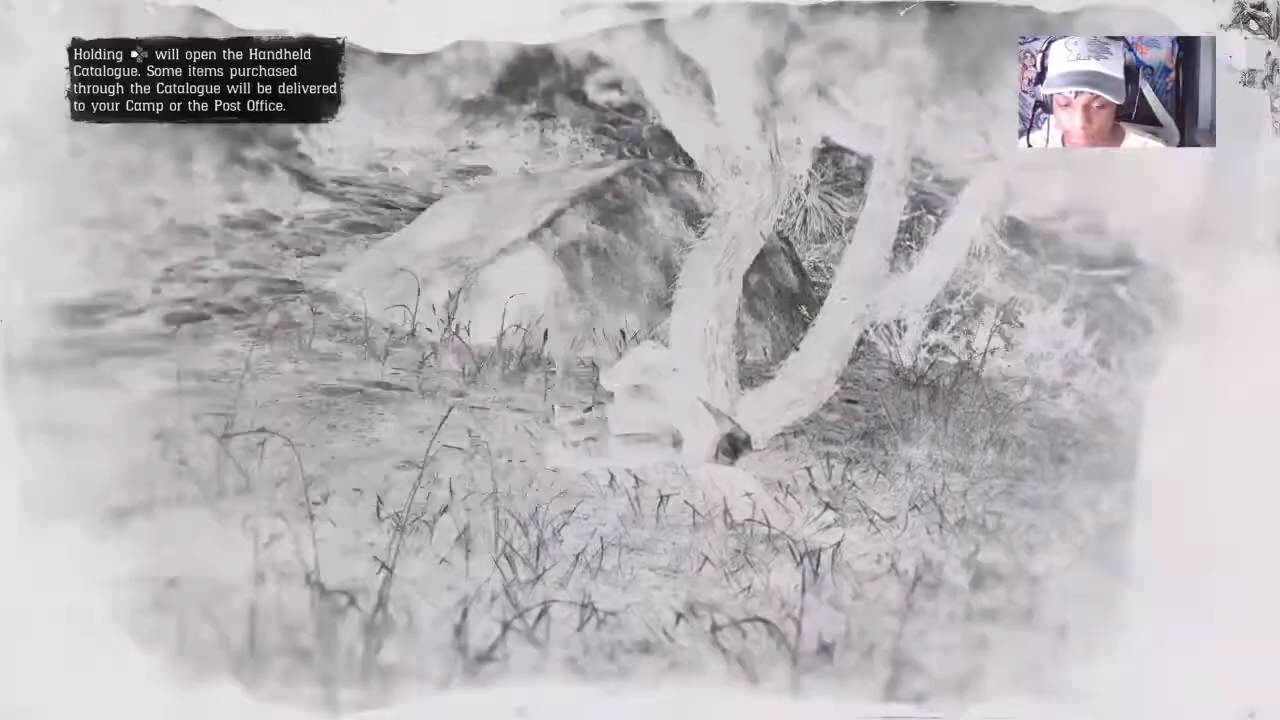 Holding will open the Handheld
Catalogue. Some items purchased
through the Catalogue will be delivered
to your Camp or the Post Office.